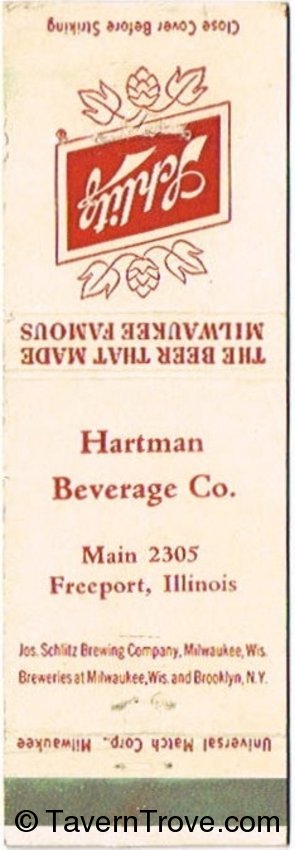 Close Cover Before Striking
Schlitz
THE BEER THAT MADE
MILWAUKEE FAMOUS
Hartman
Beverage Co.
Main 2305
Freeport, Illinois
Jos. Schlitz Brewing Company, Milwaukee, Wis.
Breweries at Milwaukee, Wis. and Brooklyn, N.Y.
Universal Match Corp., Milwaukee
© TavernTrove.com